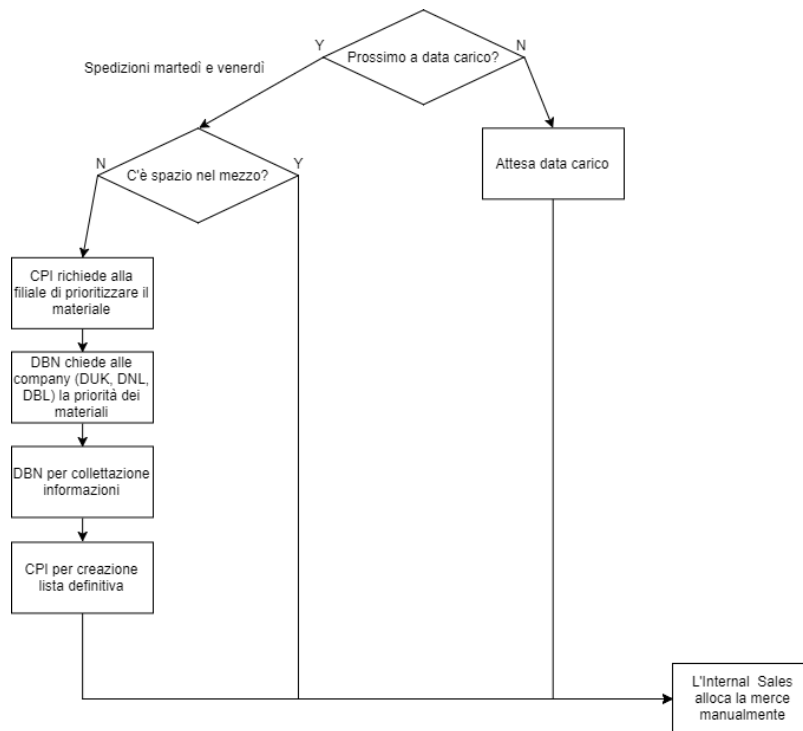 Y
Prossimo a data carico?
N
Spedizioni martedì e venerdì
N
C'è spazio nel mezzo?
Y
Attesa data carico
CPI richiede alla
filiale di prioritizzare il
materiale
DBN chiede alle
company (DUK, DNL,
DBL) la priorità dei
materiali
DBN per collettazione
informazioni
CPI per creazione
lista definitiva
L'Internal Sales
alloca la merce
manualmente